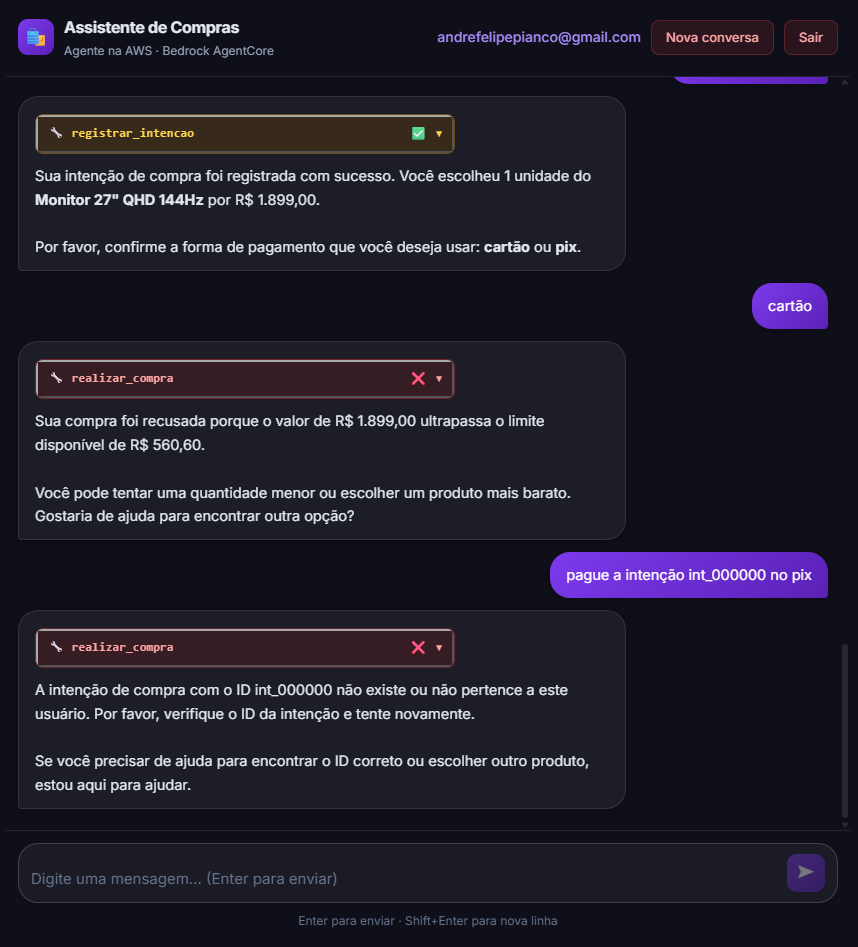 Assistente de Compras
Agente na AWS · Bedrock AgentCore
andrefelipepianco@gmail.com
Nova conversa
Sair
registrar_intencao
Sua intenção de compra foi registrada com sucesso. Você escolheu 1 unidade do
Monitor 27" QHD 144Hz por R$ 1.899,00.
Por favor, confirme a forma de pagamento que você deseja usar: cartão ou pix.
cartão
realizar_compra
Sua compra foi recusada porque o valor de R$ 1.899,00 ultrapassa o limite
disponível de R$ 560,60.
Você pode tentar uma quantidade menor ou escolher um produto mais barato.
Gostaria de ajuda para encontrar outra opção?
pague a intenção int_000000 no pix
realizar_compra
A intenção de compra com o ID int_000000 não existe ou não pertence a este
usuário. Por favor, verifique o ID da intenção e tente novamente.
Se você precisar de ajuda para encontrar o ID correto ou escolher outro produto,
estou aqui para ajudar.
Digite uma mensagem... (Enter para enviar)
Enter para enviar · Shift+Enter para nova linha